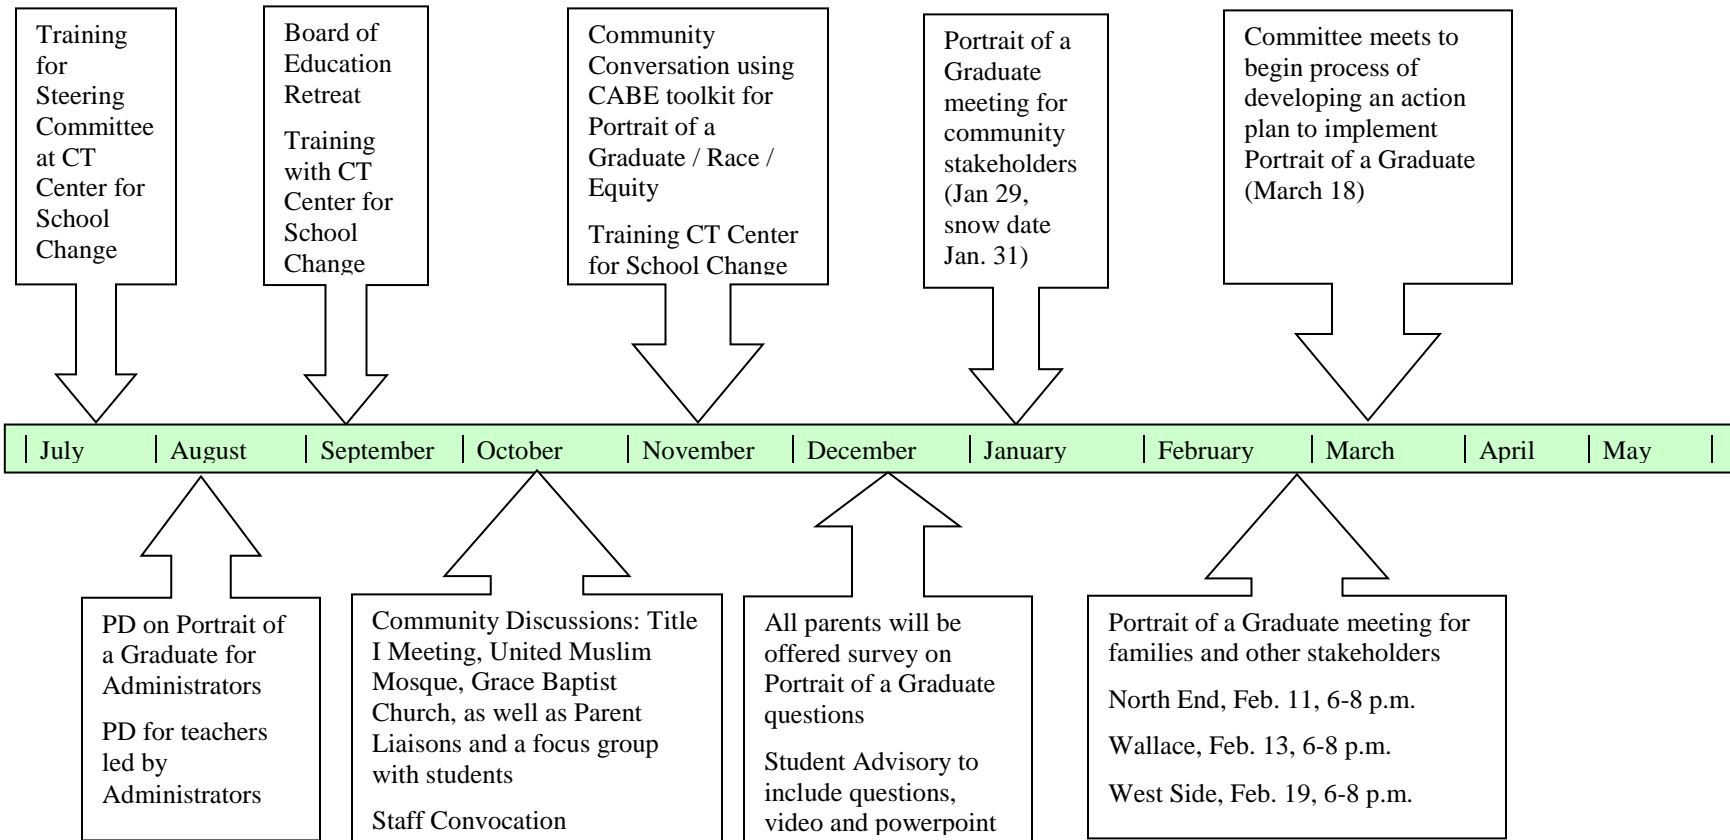 Training
for
Steering
Committee
at CT
Center for
School
Change
Board of
Education
Retreat
Training
with CT
Center for
School
Change
Community
Conversation using
CABE toolkit for
Portrait of a
Graduate / Race /
Equity
Training CT Center
for School Change
Portrait of a
Graduate
meeting for
community
stakeholders
(Jan 29,
snow date
Jan. 31)
Committee meets to
begin process of
developing an action
plan to implement
Portrait of a Graduate
(March 18)
| July | August | September | October | November | December | January | February | March | April | May |
PD on Portrait of
a Graduate for
Administrators
PD for teachers
led by
Administrators
Community Discussions: Title
I Meeting, United Muslim
Mosque, Grace Baptist
Church, as well as Parent
Liaisons and a focus group
with students
Staff Convocation
All parents will be
offered survey on
Portrait of a Graduate
questions
Student Advisory to
include questions,
video and powerpoint
Portrait of a Graduate meeting for
families and other stakeholders
North End, Feb. 11, 6-8 p.m.
Wallace, Feb. 13, 6-8 p.m.
West Side, Feb. 19, 6-8 p.m.